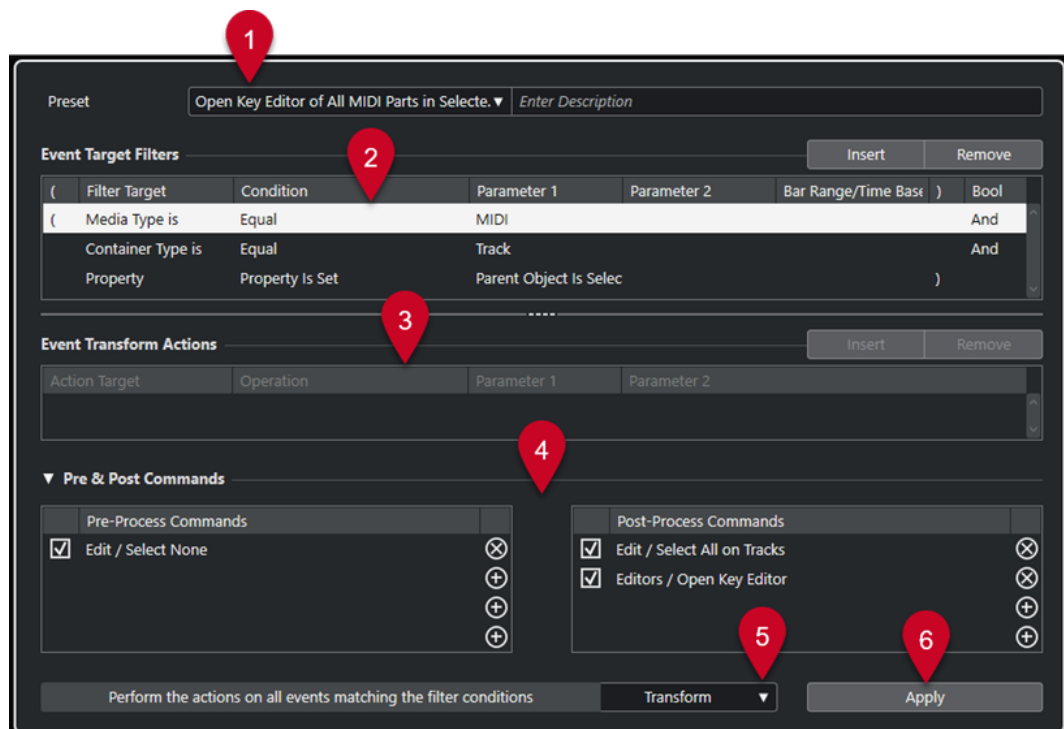 1
Preset Open Key Editor of All MIDI Parts in Selecte. Enter Description
2
Event Target Filters Insert Remove
( Filter Target Condition Parameter 1 Parameter 2 Bar Range/Time Base ) Bool
( Media Type is Equal MIDI And
Container Type is Equal Track And
Property Property Is Set Parent Object Is Selec )
3
Event Transform Actions Insert Remove
Action Target Operation Parameter 1 Parameter 2
4
Pre & Post Commands
Pre-Process Commands Post-Process Commands
Edit / Select None Edit / Select All on Tracks
Editors / Open Key Editor
5 6
Perform the actions on all events matching the filter conditions Transform Apply